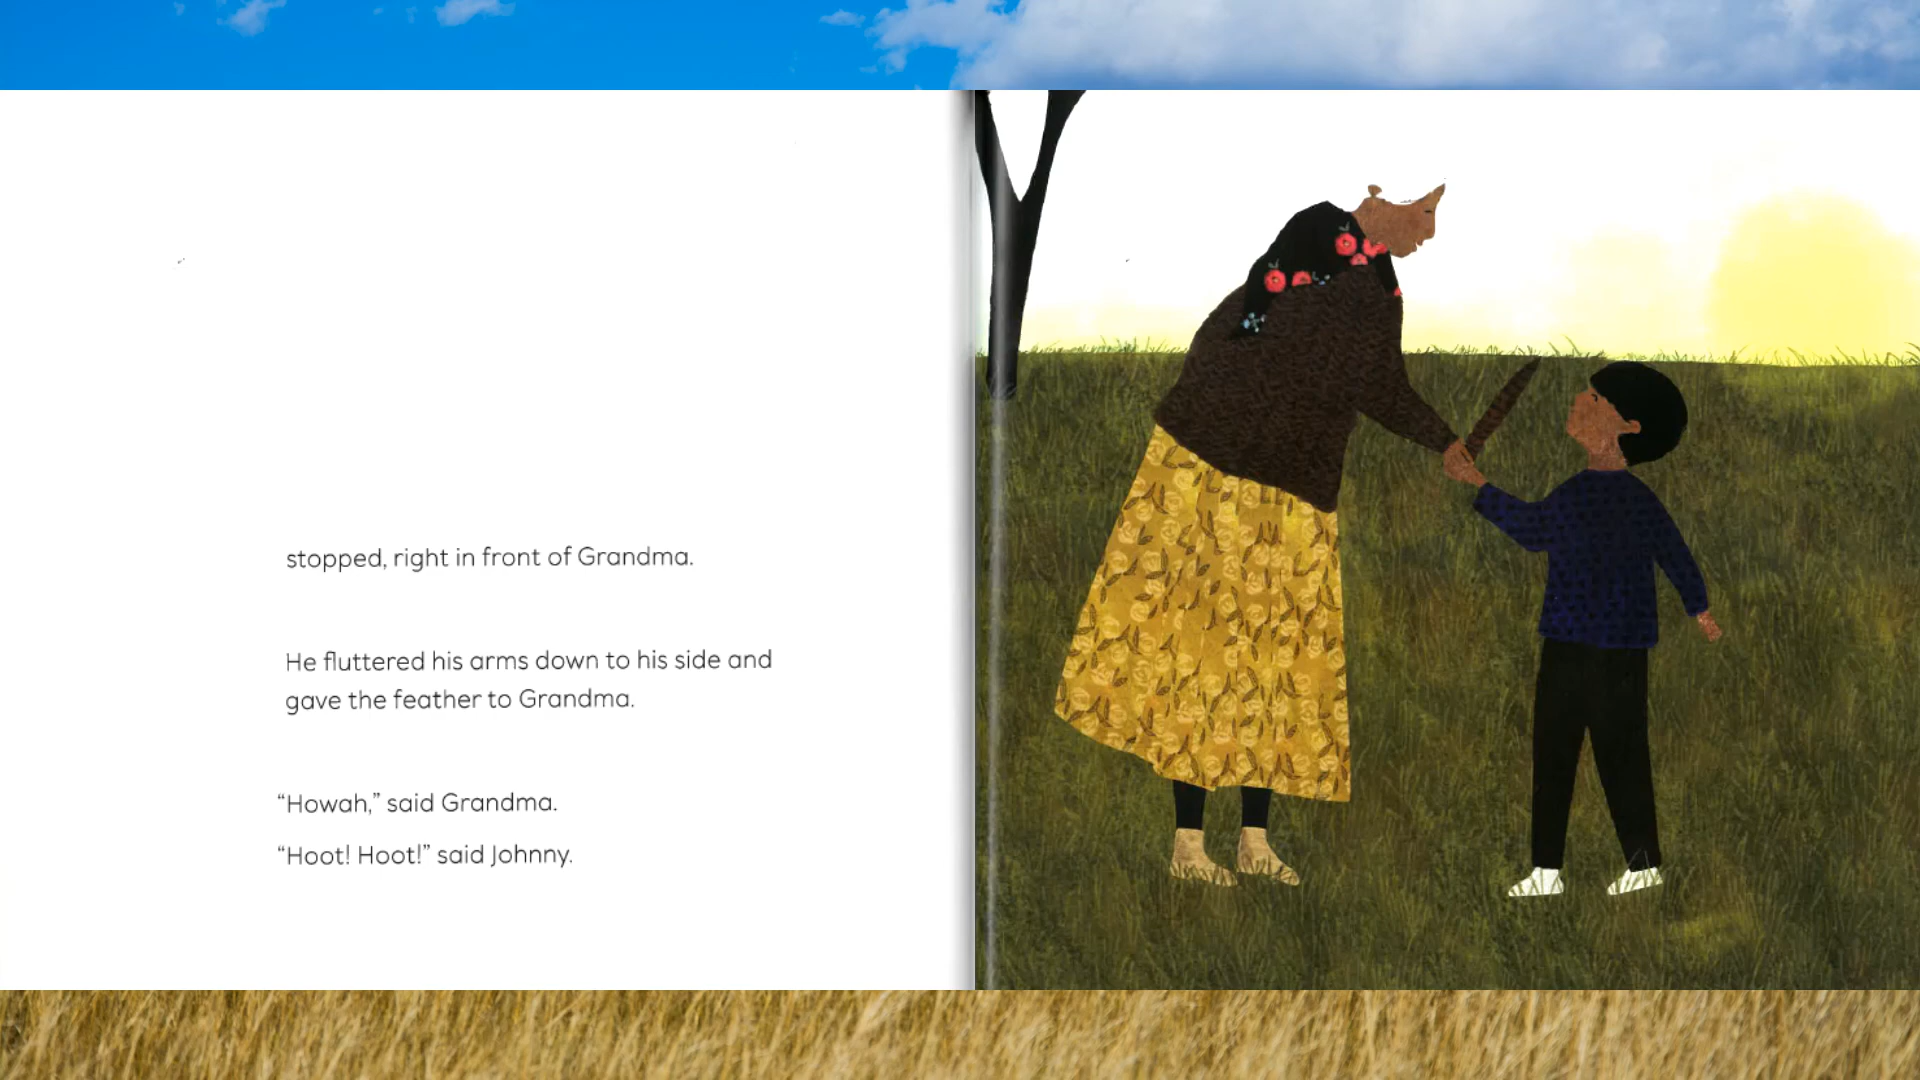 stopped, right in front of Grandma.
He fluttered his arms down to his side and
gave the feather to Grandma.
“Howah,” said Grandma.
“Hoot! Hoot!” said Johnny.